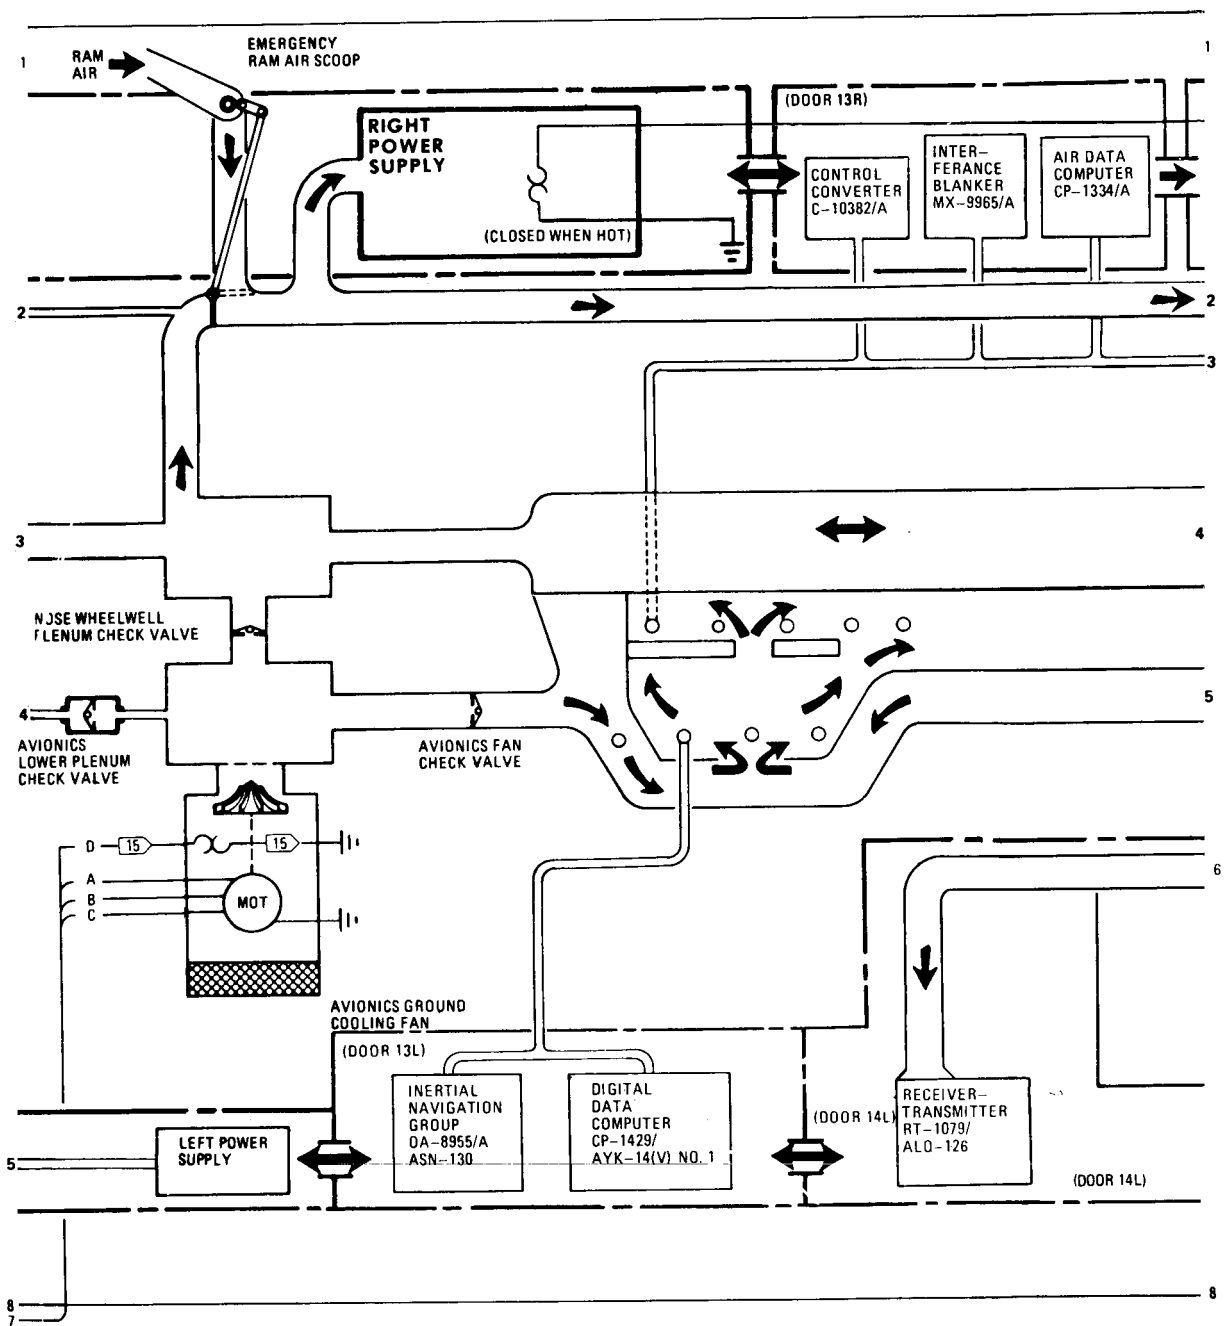 EMERGENCY
RAM AIR SCOOP
RAM
AIR
1
1
(DOOR 13R)
RIGHT
POWER
SUPPLY
(CLOSED WHEN HOT)
CONTROL
CONVERTER
C-10382/A
INTER-
FERANCE
BLANKER
MX-9965/A
AIR DATA
COMPUTER
CP-1334/A
2
2
3
3
4
NOSE WHEELWELL
PLENUM CHECK VALVE
4
5
AVIONICS
LOWER PLENUM
CHECK VALVE
AVIONICS FAN
CHECK VALVE
D
15
15
A
B
C
MOT
6
AVIONICS GROUND
COOLING FAN
(DOOR 13L)
INERTIAL
NAVIGATION
GROUP
OA-8955/A
ASN-130
DIGITAL
DATA
COMPUTER
CP-1429/
AYK-14(V) NO. 1
(DOOR 14L)
RECEIVER-
TRANSMITTER
RT-1079/
ALQ-126
(DOOR 14L)
LEFT POWER
SUPPLY
5
8
8
7